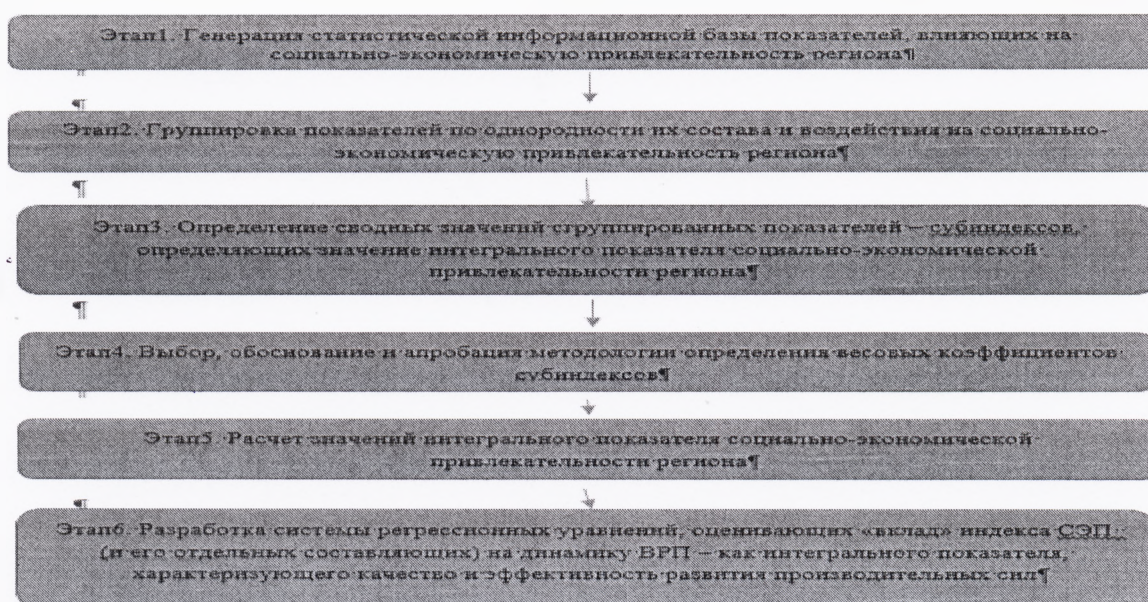 Этап1. Генерация статистической информационной базы показателей, влияющих на
социально-экономическую привлекательность региона¶
¶
¶
Этап2. Группировка показателей по однородности их состава и воздействия на социально-
экономическую привлекательность региона¶
¶
Этап3. Определение сводных значений сгруппированных показателей – субиндексов,
определяющих значение интегрального показателя социально-экономической
привлекательности региона¶
¶
Этап4. Выбор, обоснование и апробация методологии определения весовых коэффициентов
субиндексов¶
¶
Этап5. Расчет значений интегрального показателя социально-экономической
привлекательности региона¶
¶
Этап6. Разработка системы регрессионных уравнений, оценивающих «вклад» индекса СЭП
(и его отдельных составляющих) на динамику ВРП – как интегрального показателя,
характеризующего качество и эффективность развития производительных сил¶